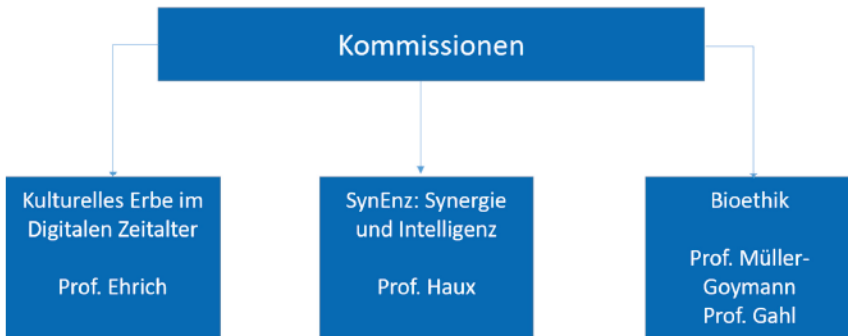 Kommissionen
Kulturelles Erbe im
Digitalen Zeitalter
Prof. Ehrich
SynEnz: Synergie
und Intelligenz
Prof. Haux
Bioethik
Prof. Müller-
Goymann
Prof. Gahl